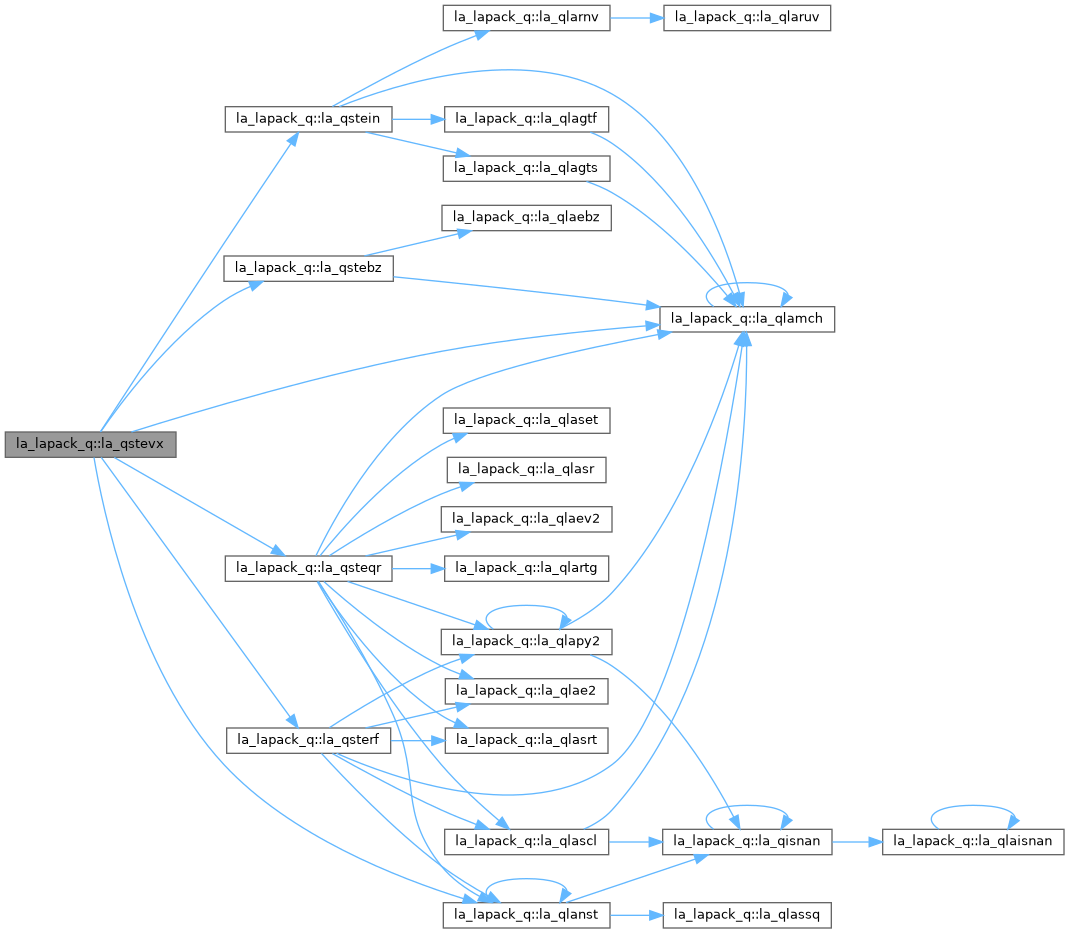 la_lapack_q::la_qlarnv
la_lapack_q::la_qlaruv
la_lapack_q::la_qstein
la_lapack_q::la_qlagtf
la_lapack_q::la_qlagts
la_lapack_q::la_qlaebz
la_lapack_q::la_qstebz
la_lapack_q::la_qlamch
la_lapack_q::la_qlaset
la_lapack_q::la_qstevx
la_lapack_q::la_qlasr
la_lapack_q::la_qlaev2
la_lapack_q::la_qsteqr
la_lapack_q::la_qlartg
la_lapack_q::la_qlapy2
la_lapack_q::la_qlae2
la_lapack_q::la_qsterf
la_lapack_q::la_qlasrt
la_lapack_q::la_qlascl
la_lapack_q::la_qisnan
la_lapack_q::la_qlaisnan
la_lapack_q::la_qlanst
la_lapack_q::la_qlassq